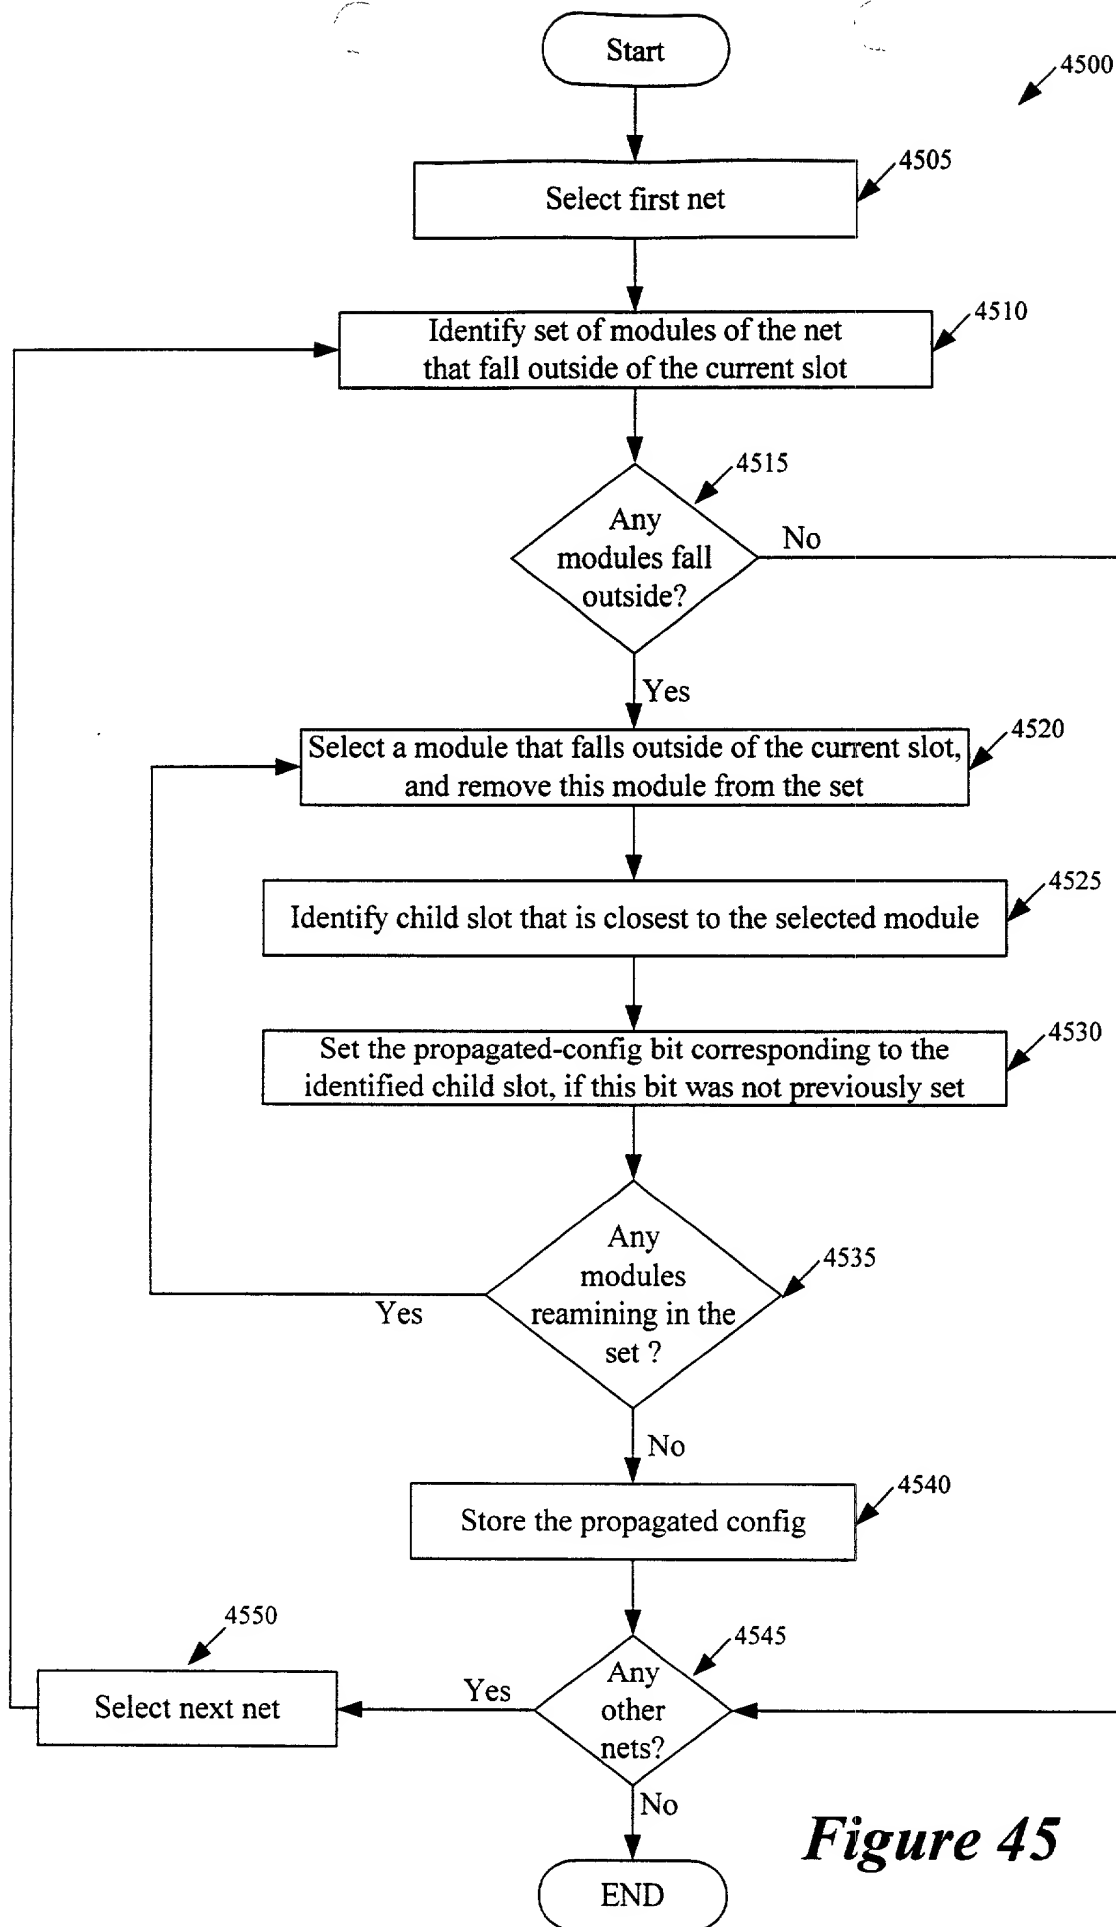 Start
4500
4505
Select first net
4510
Identify set of modules of the net
that fall outside of the current slot
4515
Any
modules fall
outside?
No
Yes
4520
Select a module that falls outside of the current slot,
and remove this module from the set
4525
Identify child slot that is closest to the selected module
4530
Set the propagated-config bit corresponding to the
identified child slot, if this bit was not previously set
Any
modules
reamining in the
set ?
4535
Yes
No
4540
Store the propagated config
4550
4545
Select next net
Yes
Any
other
nets?
No
Figure 45
END